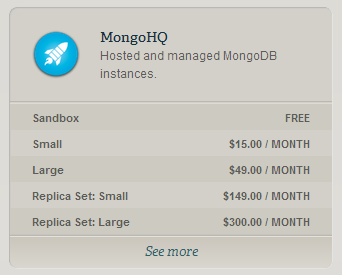 MongoHQ
Hosted and managed MongoDB
instances.
Sandbox FREE
Small $15.00 / MONTH
Large $49.00 / MONTH
Replica Set: Small $149.00 / MONTH
Replica Set: Large $300.00 / MONTH
See more